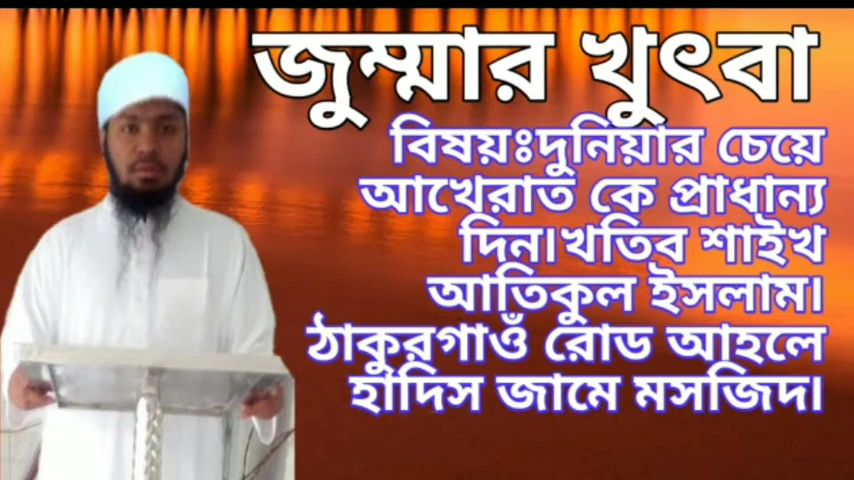 জুম্মার খুৎবা
বিষয়ঃদুনিয়ার চেয়ে
আখেরাত কে প্রাধান্য
দিন।খতিব শাইখ
আতিকুল ইসলাম।
ঠাকুরগাওঁ রোড আহলে
হাদিস জামে মসজিদ।